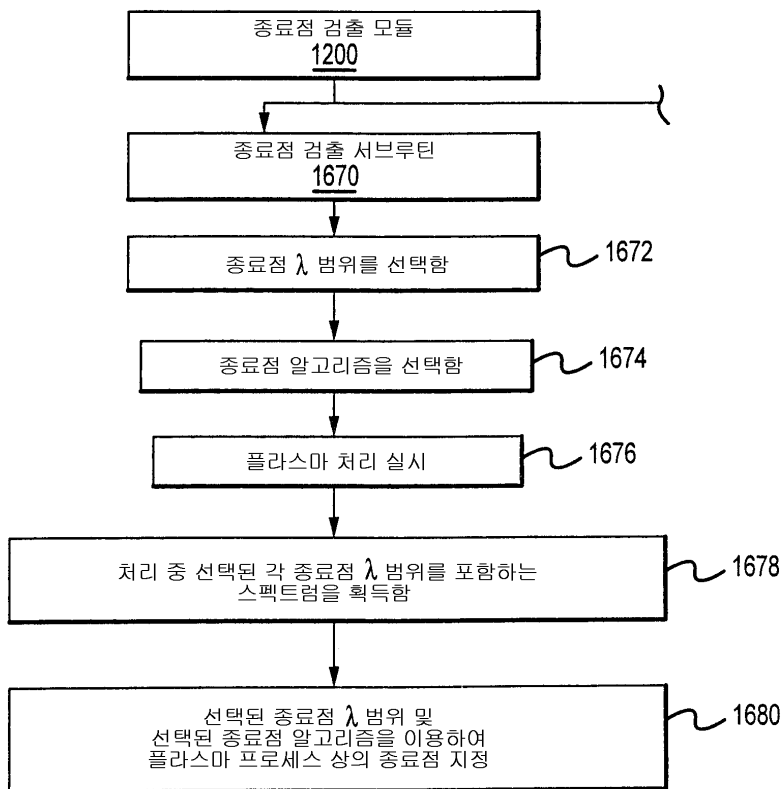 종료점 검출 모듈
1200
종료점 검출 서브루틴
1670
종료점 λ 범위를 선택함
1672
종료점 알고리즘을 선택함
1674
플라스마 처리 실시
1676
처리 중 선택된 각 종료점 λ 범위를 포함하는
스펙트럼을 획득함
1678
선택된 종료점 λ 범위 및
선택된 종료점 알고리즘을 이용하여
플라스마 프로세스 상의 종료점 지정
1680